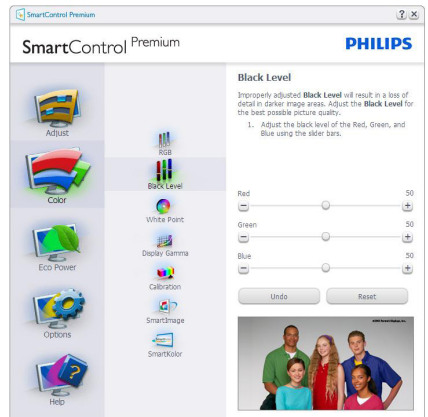 SmartControl Premium
? ×
SmartControl Premium
PHILIPS
Adjust
Color
Eco Power
Options
Help
RGB
Black Level
White Point
Display Gamma
Calibration
SmartImage
SmartKolor
Black Level
Improperly adjusted Black Level will result in a loss of
detail in darker image areas. Adjust the Black Level for
the best possible picture quality.
1. Adjust the black level of the Red, Green, and
Blue using the slider bars.
Red 50
Green 50
Blue 50
Undo Reset